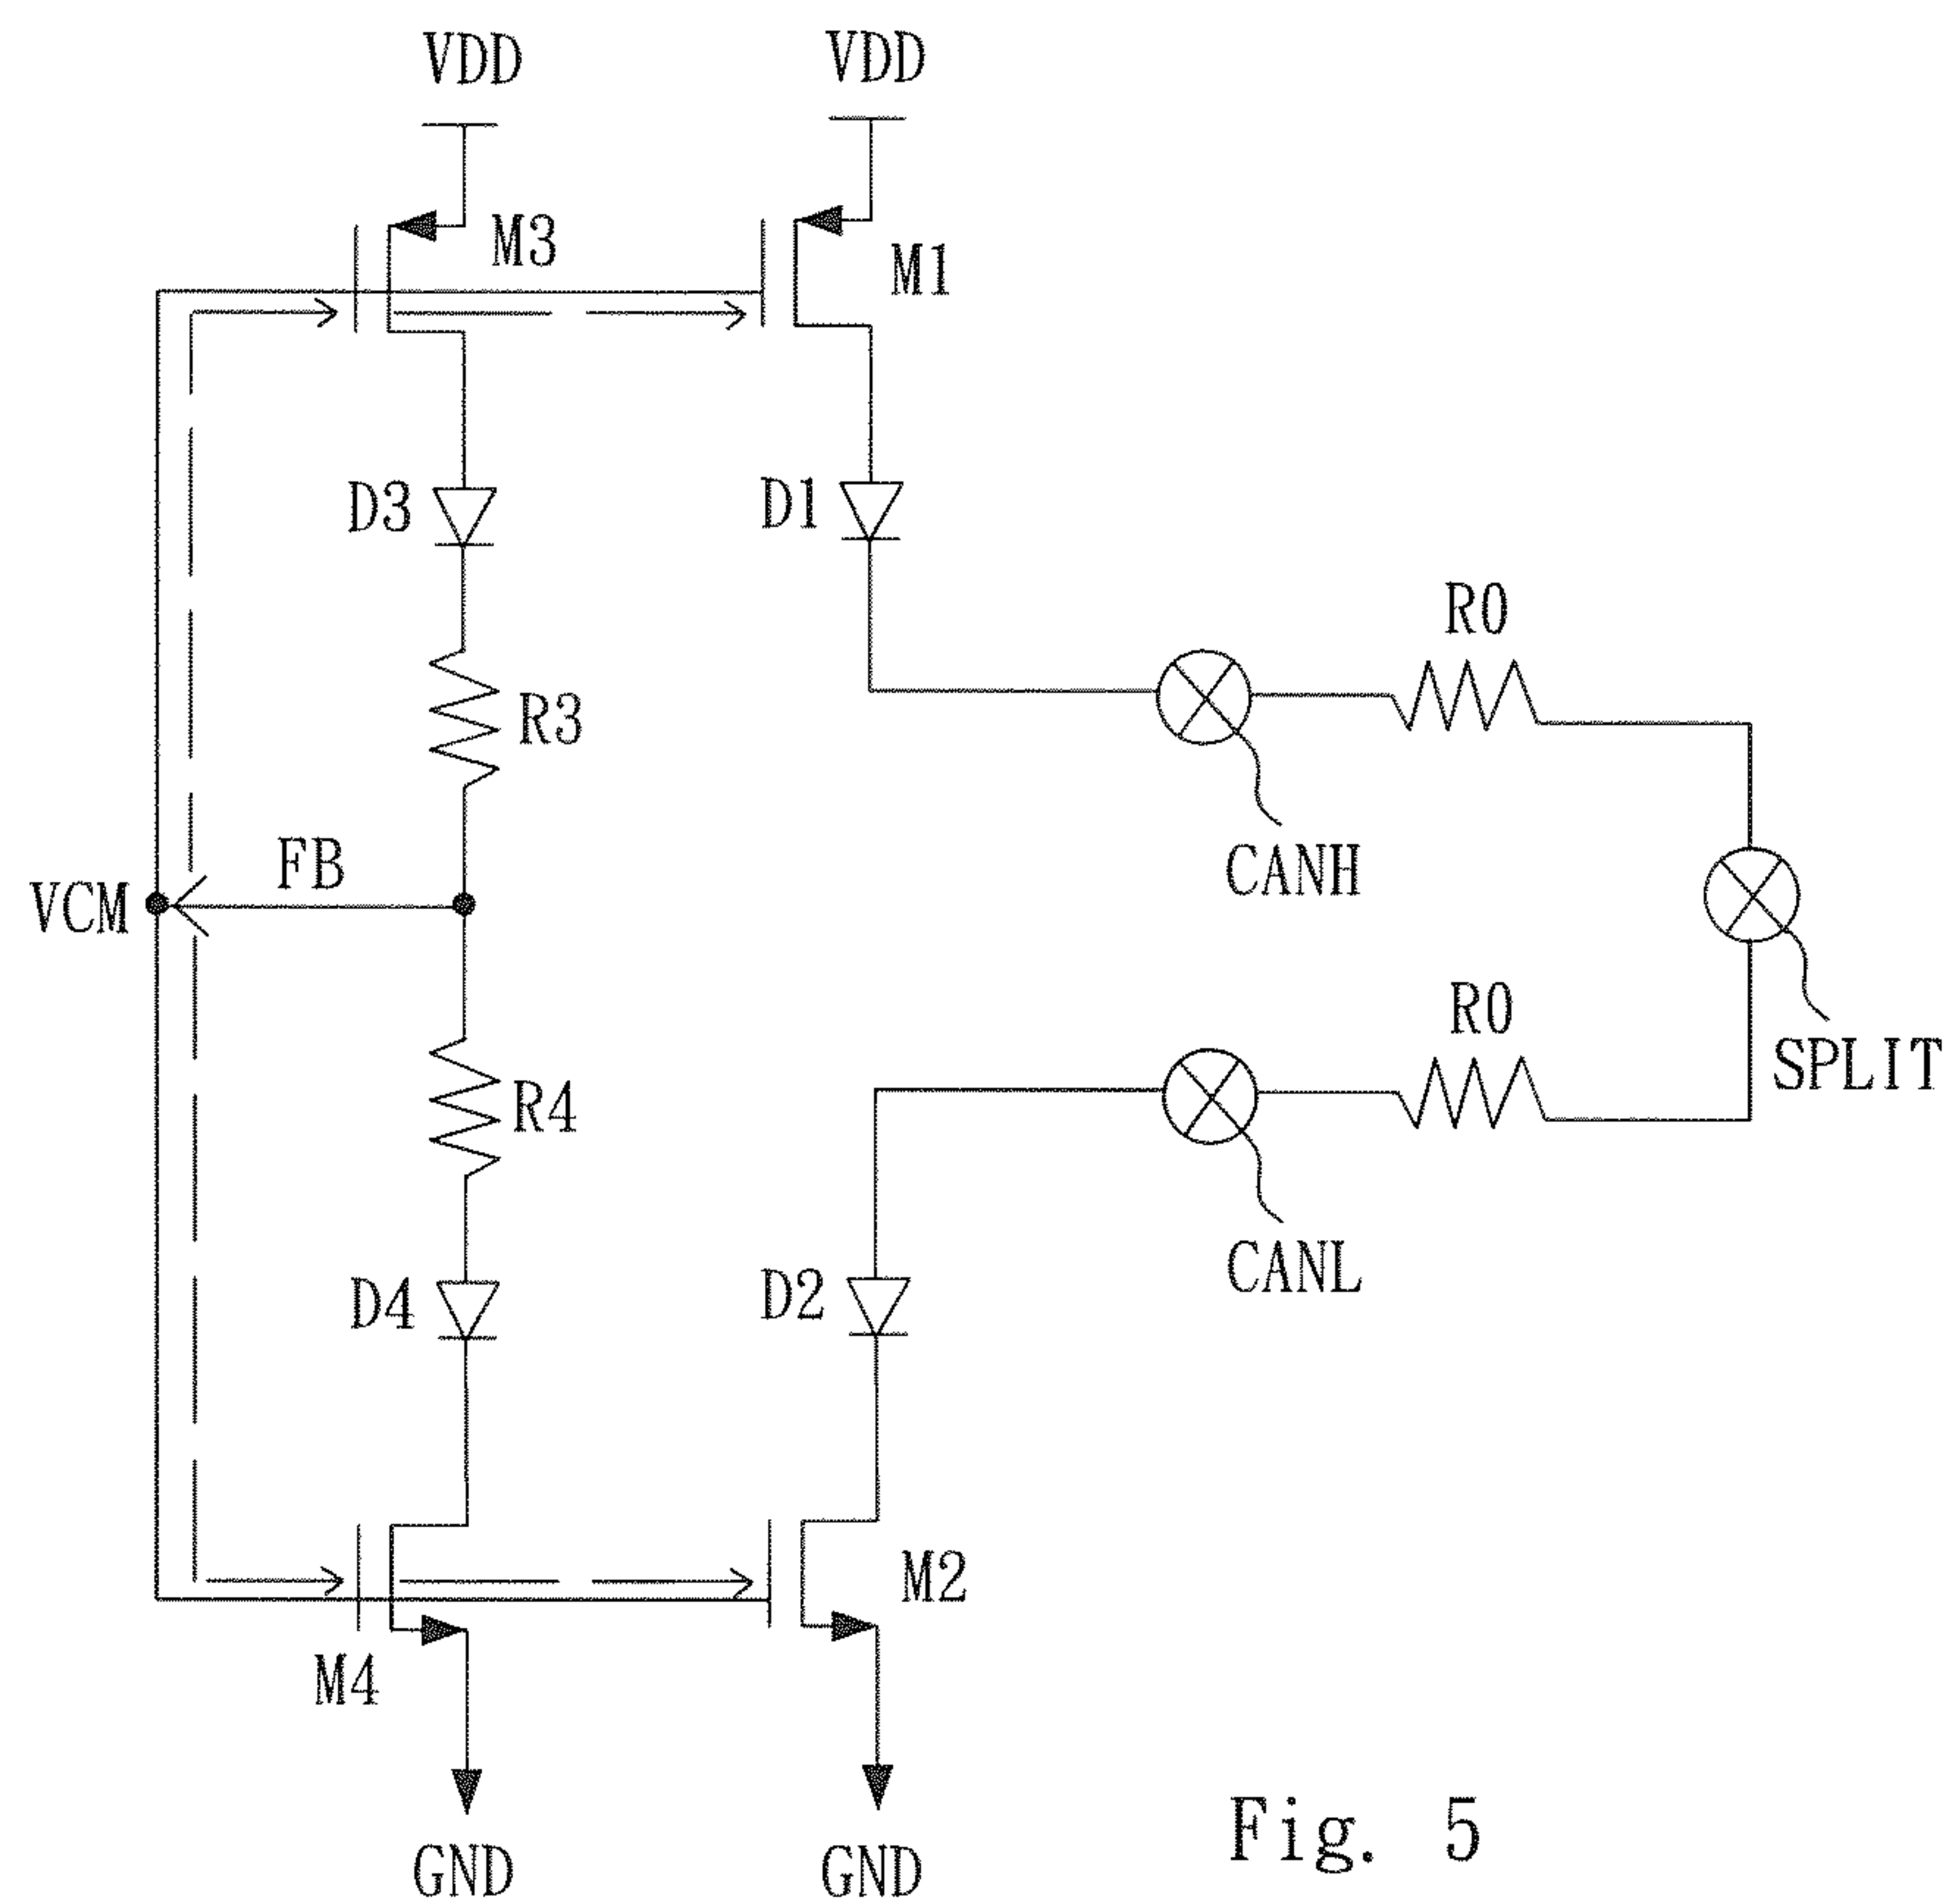 VDD
VDD
M3
M1
D3
D1
R0
R3
FB
CANH
VCM
R0
R4
SPLIT
CANL
D4
D2
M2
M4
GND
GND
Fig. 5